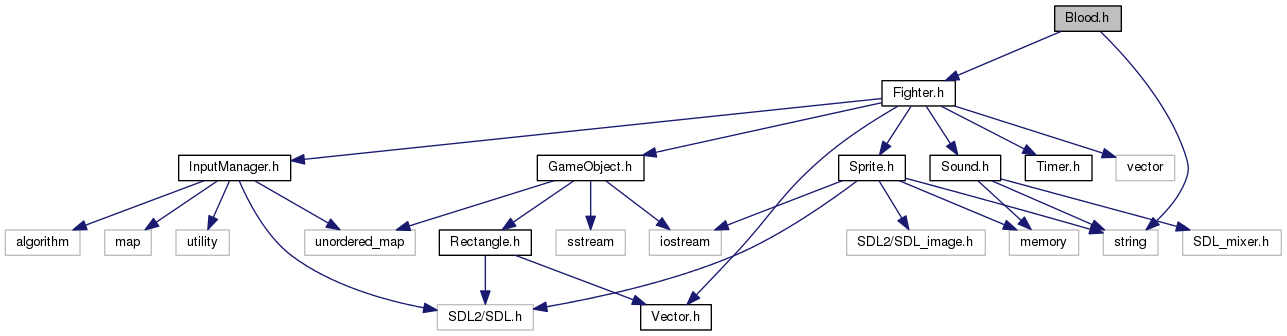 Blood.h
Fighter.h
InputManager.h
GameObject.h
Sprite.h
Sound.h
Timer.h
vector
algorithm
map
utility
unordered_map
Rectangle.h
sstream
iostream
SDL2/SDL_image.h
memory
string
SDL_mixer.h
SDL2/SDL.h
Vector.h